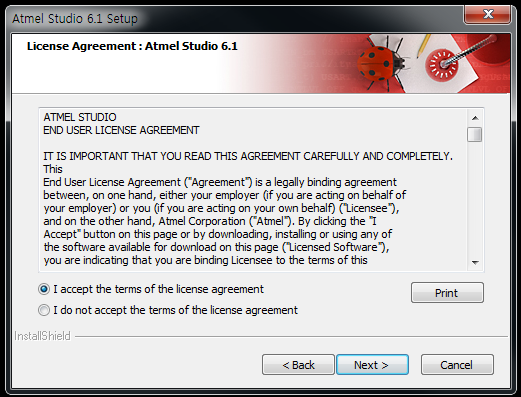 Atmel Studio 6.1 Setup
License Agreement : Atmel Studio 6.1
ATMEL STUDIO
END USER LICENSE AGREEMENT
IT IS IMPORTANT THAT YOU READ THIS AGREEMENT CAREFULLY AND COMPLETELY.
This
End User License Agreement ("Agreement") is a legally binding agreement
between, on one hand, either your employer (if you are acting on behalf of
your employer) or you (if you are acting on your own behalf) ("Licensee"),
and on the other hand, Atmel Corporation ("Atmel"). By clicking the "I
Accept" button on this page or by downloading, installing or using any of
the software available for download on this page ("Licensed Software"),
you are indicating that you are binding Licensee to the terms of this
I accept the terms of the license agreement
Print
I do not accept the terms of the license agreement
InstallShield
< Back
Next >
Cancel